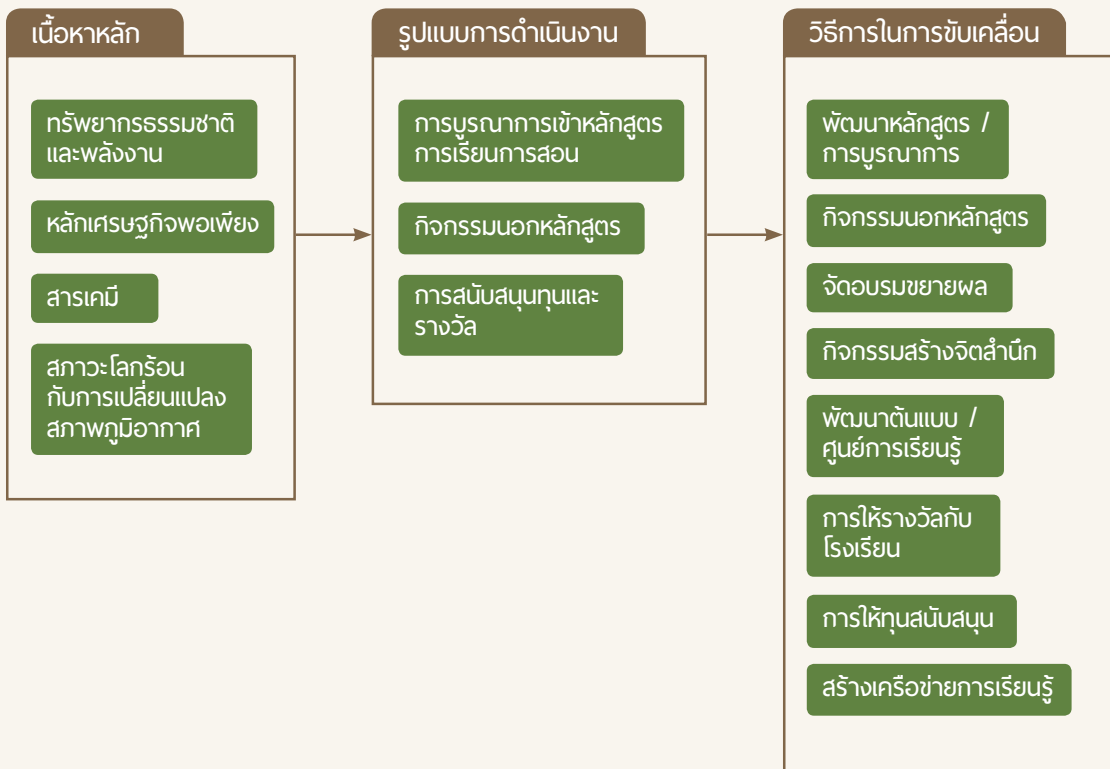 เนื้อหาหลัก
ทรัพยากรธรรมชาติ
และพลังงาน
หลักเศรษฐกิจพอเพียง
สารเคมี
สภาวะโลกร้อน
กับการเปลี่ยนแปลง
สภาพภูมิอากาศ
รูปแบบการดำเนินงาน
การบูรณาการเข้าหลักสูตร
การเรียนการสอน
กิจกรรมนอกหลักสูตร
การสนับสนุนทุนและ
รางวัล
วิธีการในการขับเคลื่อน
พัฒนาหลักสูตร /
การบูรณาการ
กิจกรรมนอกหลักสูตร
จัดอบรมขยายผล
กิจกรรมสร้างจิตสำนึก
พัฒนาต้นแบบ /
ศูนย์การเรียนรู้
การให้รางวัลกับ
โรงเรียน
การให้ทุนสนับสนุน
สร้างเครือข่ายการเรียนรู้